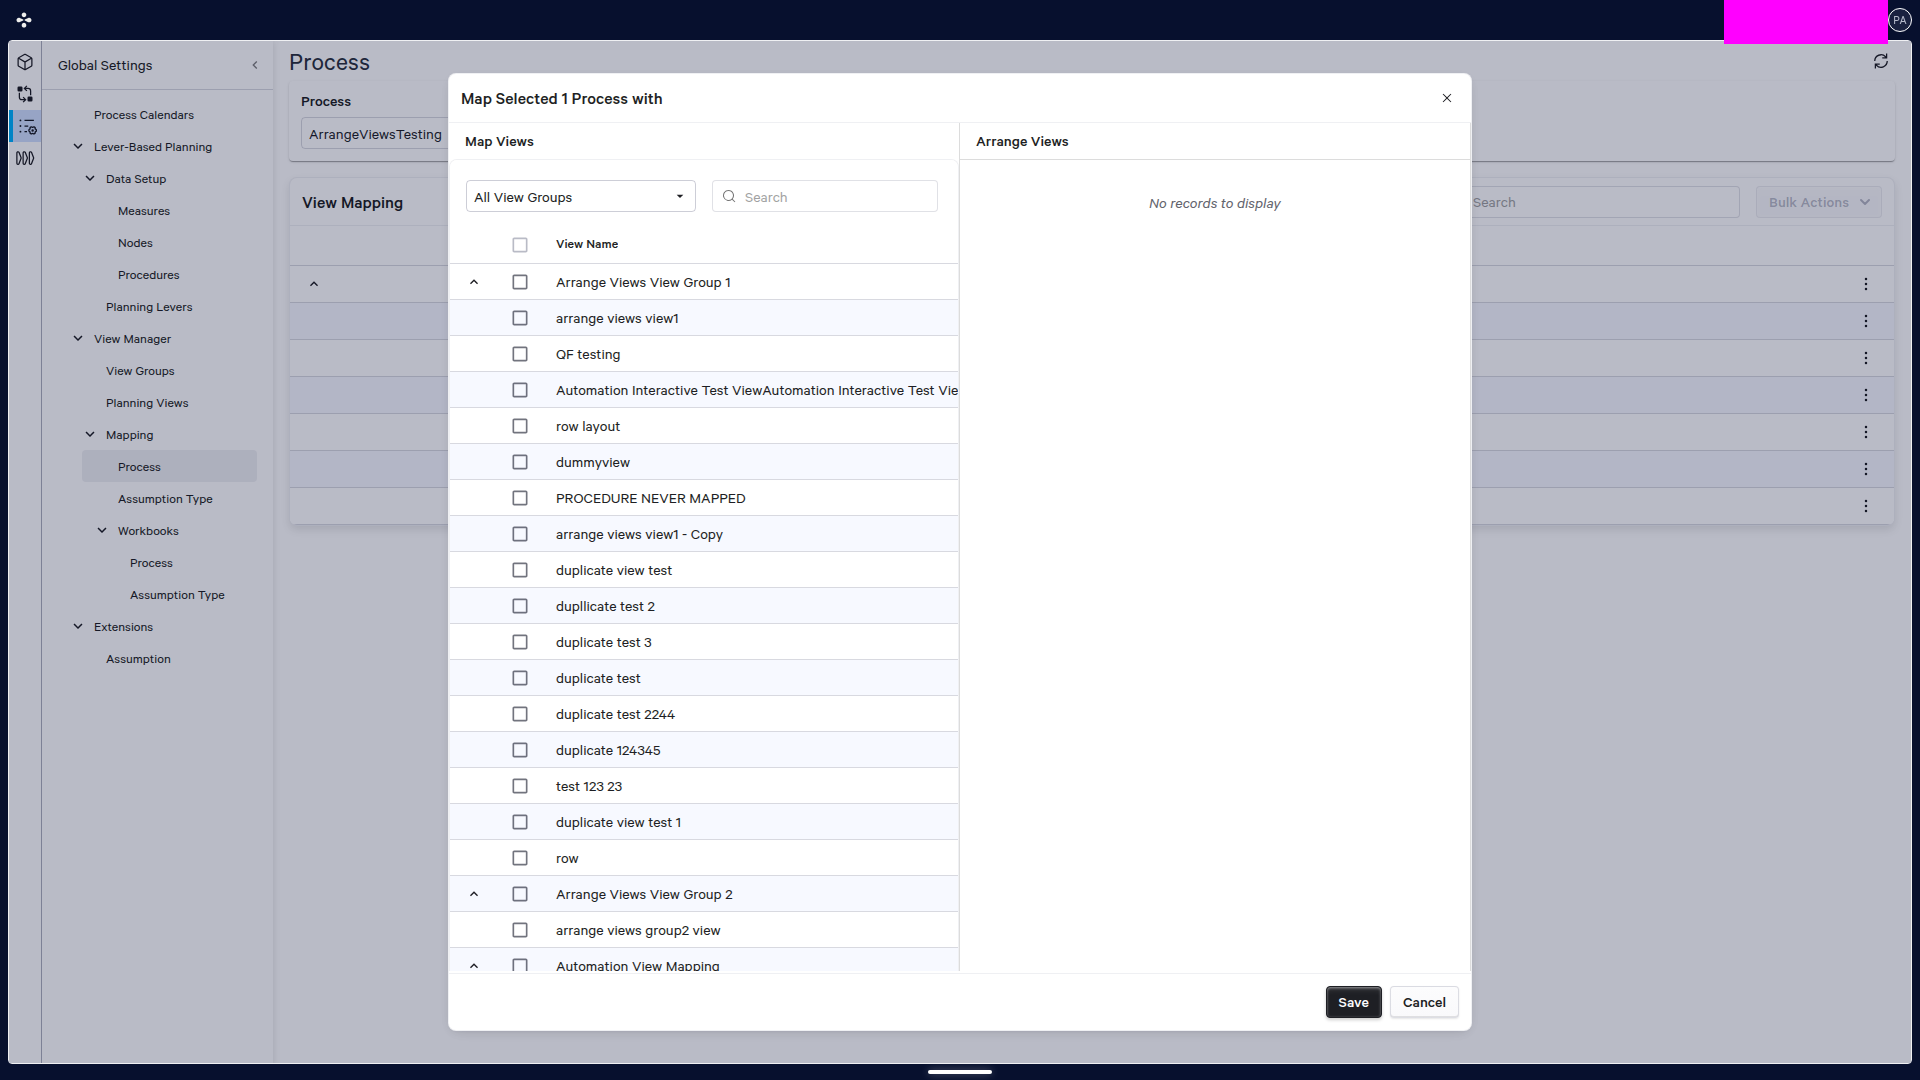 PA
Global Settings
Process Calendars
Lever-Based Planning
Data Setup
Measures
Nodes
Procedures
Planning Levers
View Manager
View Groups
Planning Views
Mapping
Process
Assumption Type
Workbooks
Process
Assumption Type
Extensions
Assumption
Process
Process
ArrangeViewsTesting
View Mapping
Search
Bulk Actions
Map Selected 1 Process with
Map Views
Arrange Views
All View Groups
Search
No records to display
View Name
Arrange Views View Group 1
arrange views view1
QF testing
Automation Interactive Test ViewAutomation Interactive Test Vie
row layout
dummyview
PROCEDURE NEVER MAPPED
arrange views view1 - Copy
duplicate view test
dupllicate test 2
duplicate test 3
duplicate test
duplicate test 2244
duplicate 124345
test 123 23
duplicate view test 1
row
Arrange Views View Group 2
arrange views group2 view
Automation View Mapping
Save
Cancel